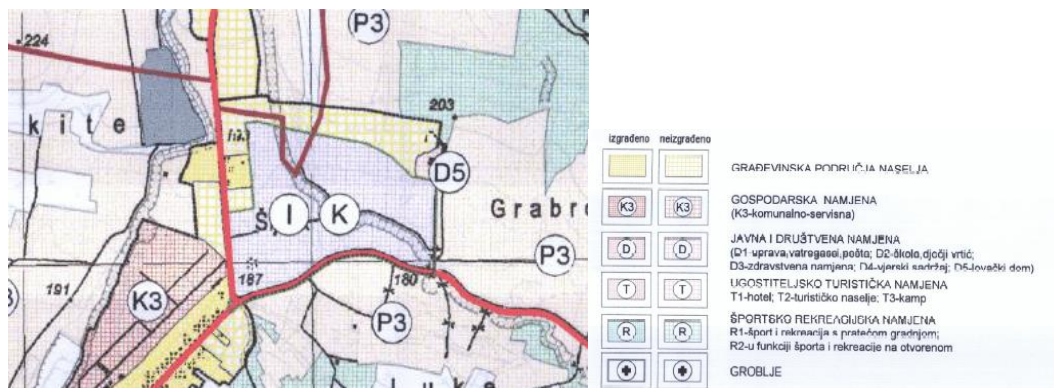 224
P3
203
k i t e
D5
I
K
Grabro
P3
187
180
191
K3
P3
L u k e
izgrađeno neizgrađeno
GRAĐEVINSKA PODRUČJA NASELJA
K3 K3
GOSPODARSKA NAMJENA
(K3-komunalno-servisna)
D D
JAVNA I DRUŠTVENA NAMJENA
(D1-uprava,vatrogasci,pošta; D2-škola,dječji vrtić;
D3-zdravstvena namjena; D4-vjerski sadržaj; D5-lovački dom)
T T
UGOSTITELJSKO TURISTIČKA NAMJENA
T1-hotel; T2-turističko naselje; T3-kamp
R R
ŠPORTSKO REKREACIJSKA NAMJENA
R1-šport i rekreacija s pratećom gradnjom;
R2-u funkciji športa i rekreacije na otvorenom
GROBLJE